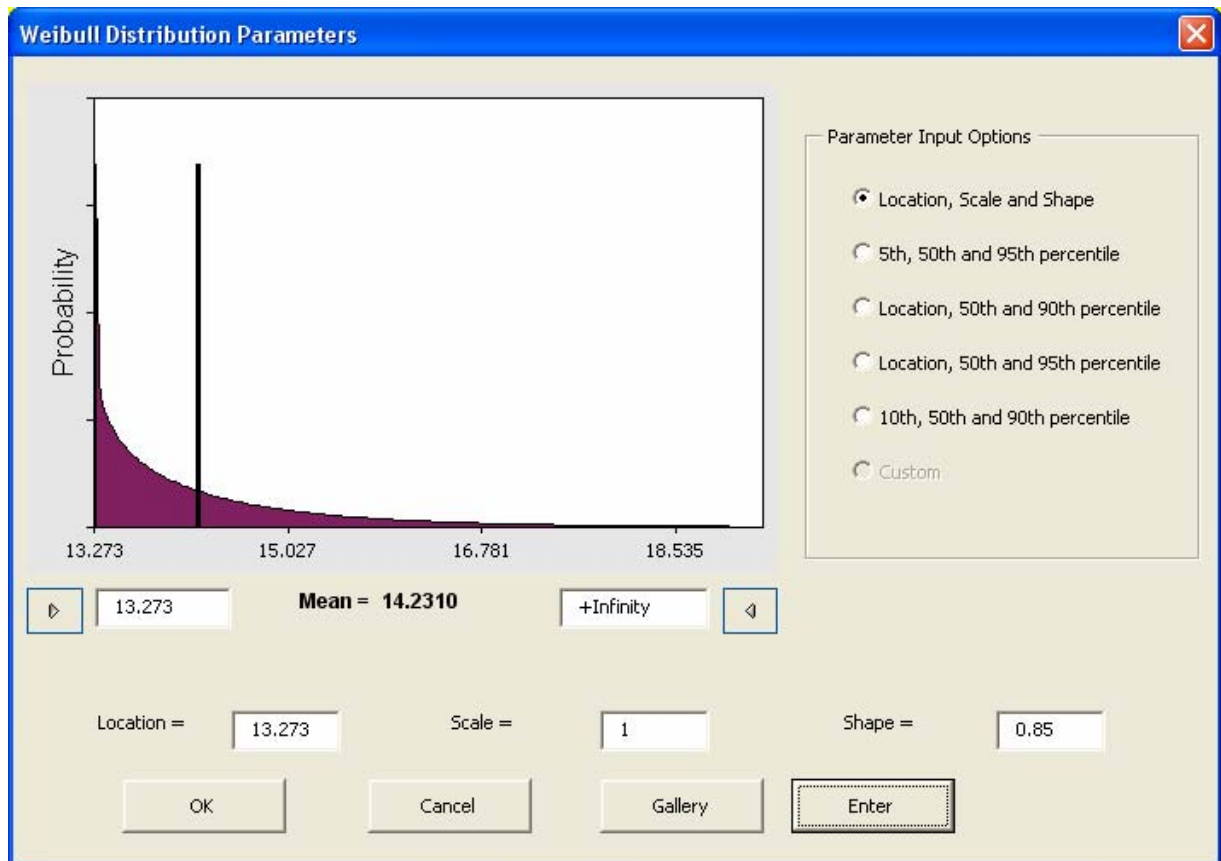 Weibull Distribution Parameters
Probability
13.273 15.027 16.781 18.535
13.273 Mean = 14.2310 +Infinity
Parameter Input Options
Location, Scale and Shape
5th, 50th and 95th percentile
Location, 50th and 90th percentile
Location, 50th and 95th percentile
10th, 50th and 90th percentile
Custom
Location = 13.273 Scale = 1 Shape = 0.85
OK Cancel Gallery Enter